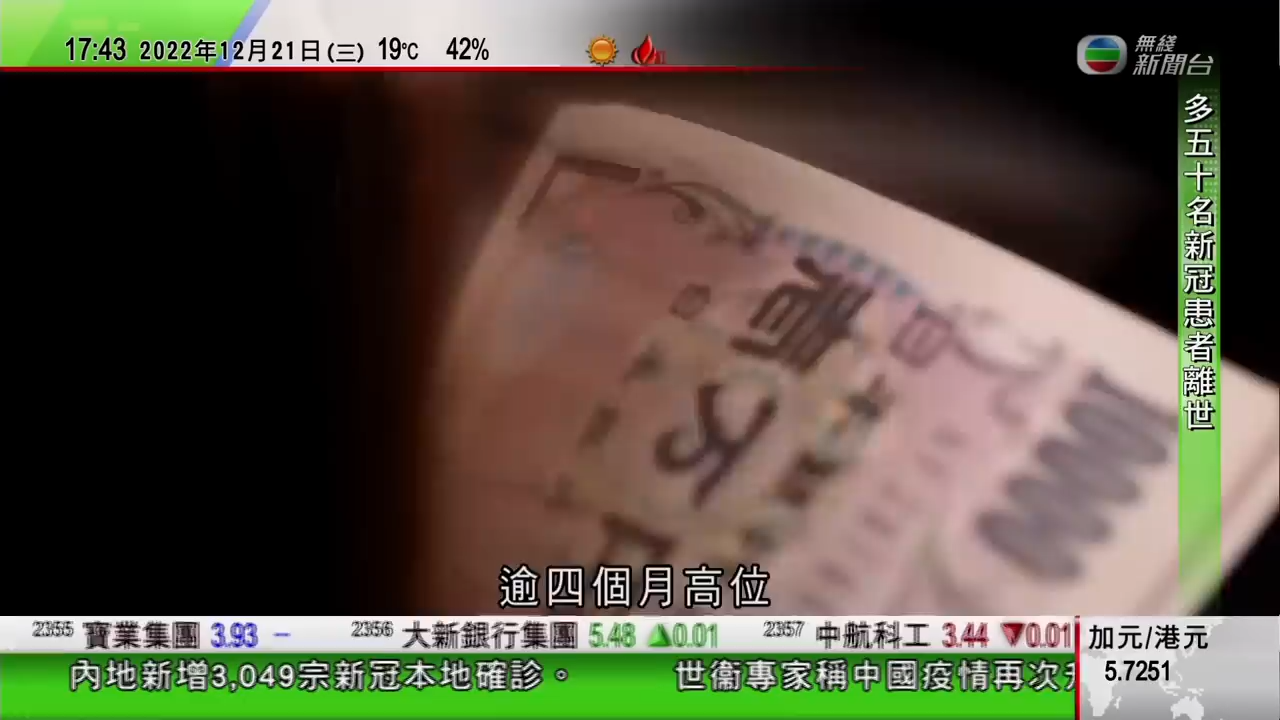 17:43 2022年12月21日(三) 19℃ 42%
無綫
新聞台
多五十名新冠患者離世
壱万円
10000
逾四個月高位
2355 寶業集團 3.93 – 2356 大新銀行集團 5.48 ▲0.01 2357 中航科工 3.44 ▼0.01
加元/港元
5.7251
內地新增3,049宗新冠本地確診。 世衞專家稱中國疫情再次升